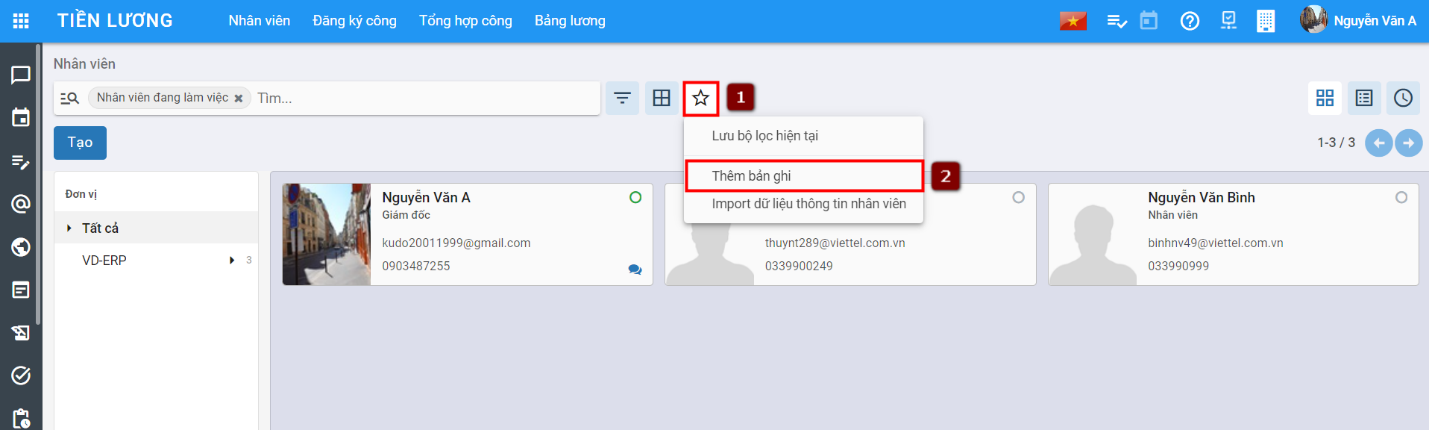 TIỀN LƯƠNG Nhân viên Đăng ký công Tổng hợp công Bảng lương Nguyễn Văn A
Nhân viên
Nhân viên đang làm việc × Tìm... 1
Lưu bộ lọc hiện tại
Tạo 1-3 / 3
Thêm bản ghi 2
Import dữ liệu thông tin nhân viên
Đơn vị
Tất cả
VD-ERP 3
Nguyễn Văn A
Giám đốc
kudo20011999@gmail.com
0903487255
thuynt289@viettel.com.vn
0339900249
Nguyễn Văn Bình
Nhân viên
binhnv49@viettel.com.vn
033990999